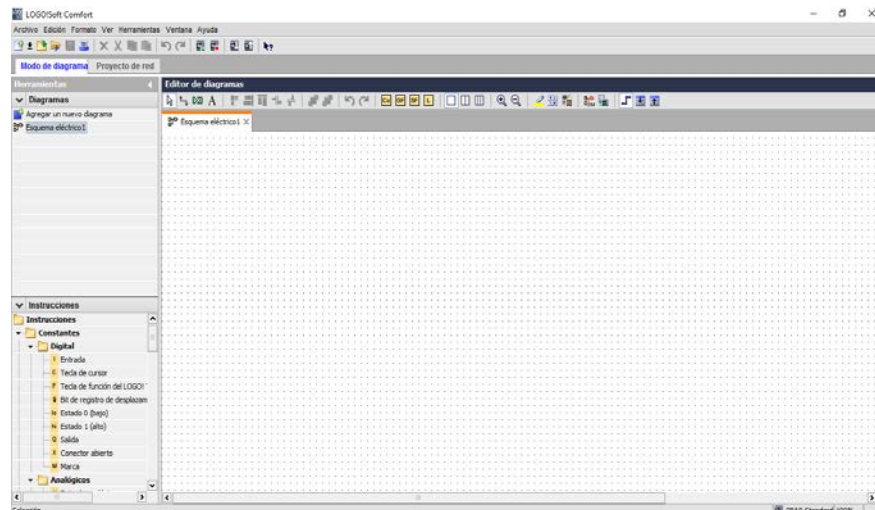 LOGO!Soft Comfort
Archivo Edición Formato Ver Herramientas Ventana Ayuda
Modo de diagrama Proyecto de red
Herramientas
Editor de diagramas
Diagramas
Agregar un nuevo diagrama
Esquema eléctrico1
Esquema eléctrico1
Instrucciones
Instrucciones
Constantes
Digital
I Entrada
C Tecla de cursor
F Tecla de función del LOGO!
S Bit de registro de desplazam
lo Estado 0 (bajo)
hi Estado 1 (alto)
Q Salida
X Conector abierto
M Marca
Analógicos
Selección